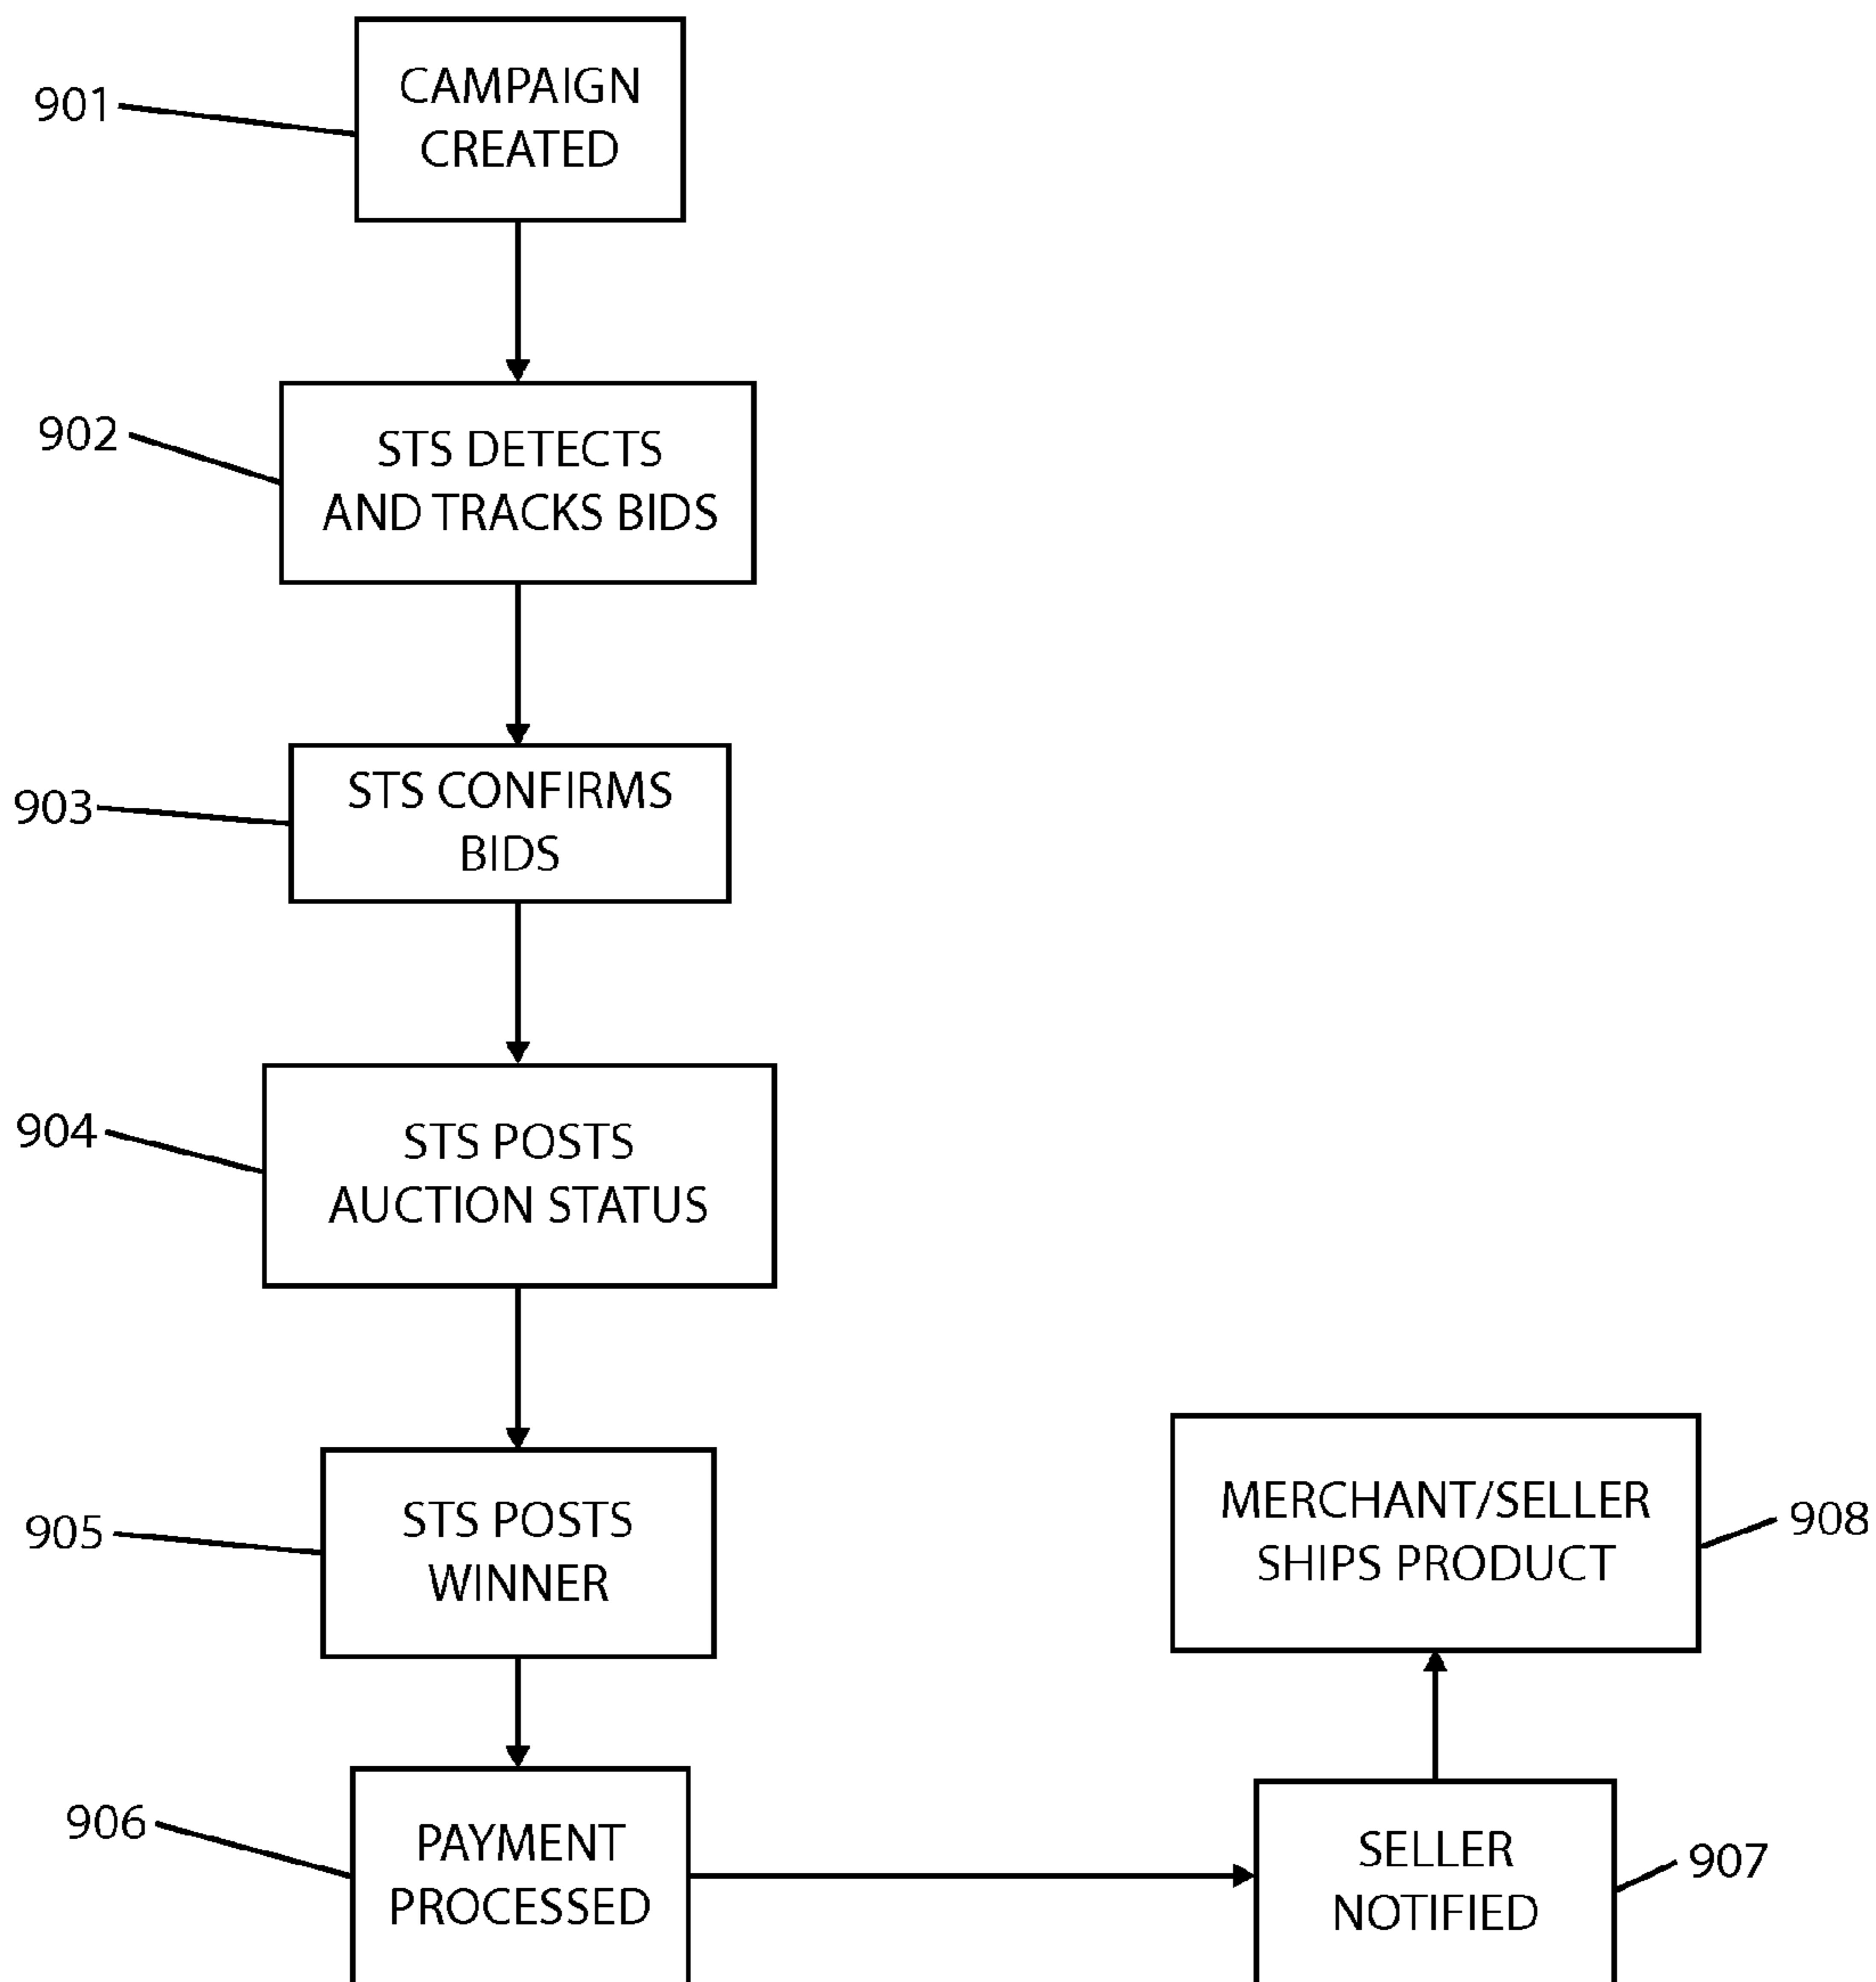 901
CAMPAIGN
CREATED
902
STS DETECTS
AND TRACKS BIDS
903
STS CONFIRMS
BIDS
904
STS POSTS
AUCTION STATUS
905
STS POSTS
WINNER
906
PAYMENT
PROCESSED
SELLER
NOTIFIED
907
MERCHANT/SELLER
SHIPS PRODUCT
908